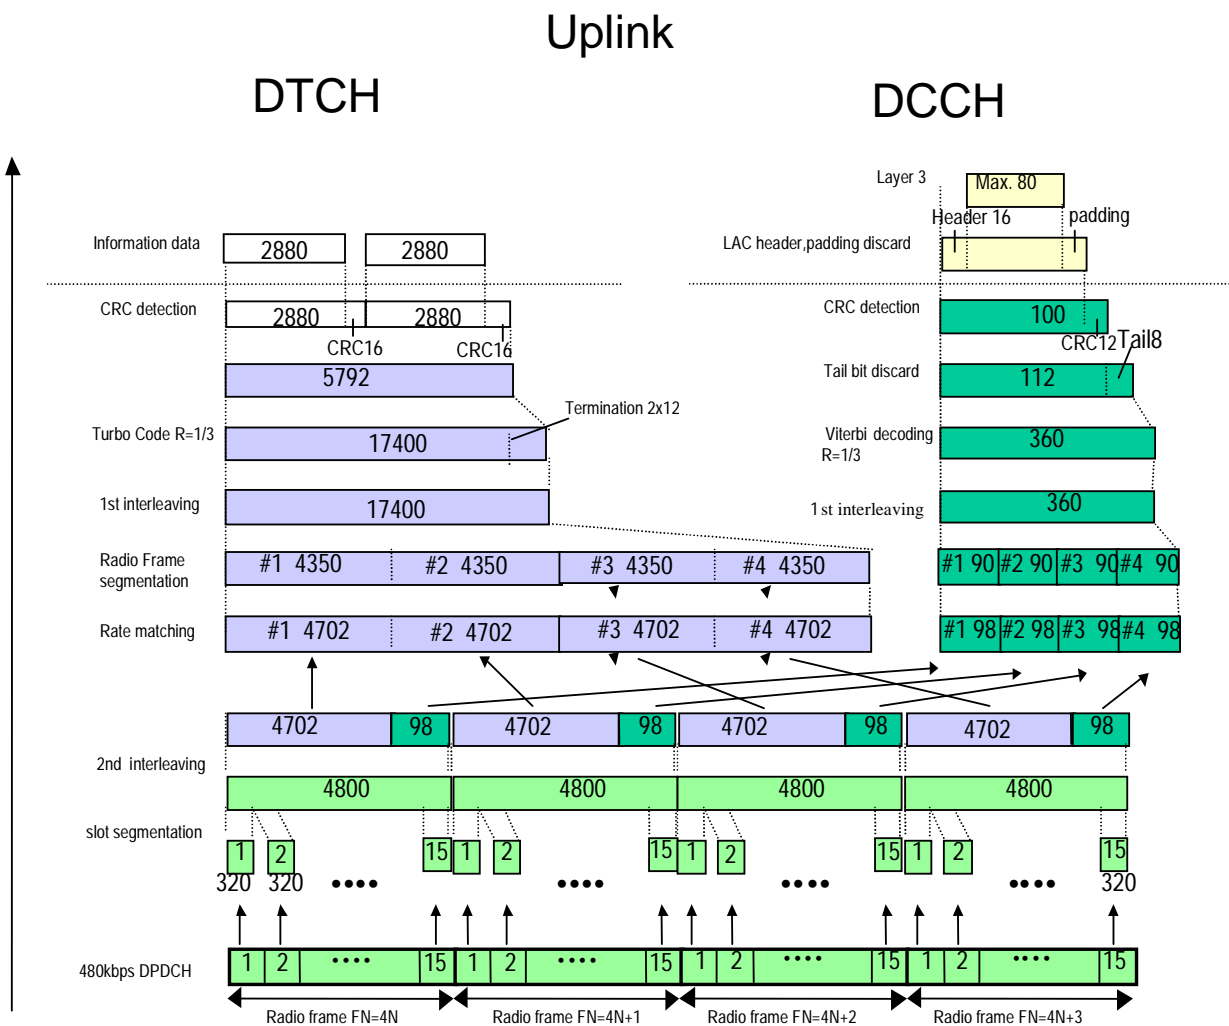 Uplink
DTCH
DCCH
Layer 3
Max. 80
Header 16
padding
Information data
2880
2880
LAC header,padding discard
CRC detection
2880
2880
CRC detection
100
CRC16
CRC16
CRC12
Tail8
5792
Tail bit discard
112
Termination 2x12
Turbo Code R=1/3
17400
Viterbi decoding
R=1/3
360
1st interleaving
17400
1st interleaving
360
Radio Frame
segmentation
#1 4350
#2 4350
#3 4350
#4 4350
#1 90
#2 90
#3 90
#4 90
Rate matching
#1 4702
#2 4702
#3 4702
#4 4702
#1 98
#2 98
#3 98
#4 98
4702
98
4702
98
4702
98
4702
98
2nd interleaving
4800
4800
4800
4800
slot segmentation
1
2
15
1
2
15
1
2
15
1
2
15
320
320
••••
••••
••••
••••
320
480kbps DPDCH
1
2
••••
15
1
2
••••
15
1
2
••••
15
1
2
••••
15
Radio frame FN=4N
Radio frame FN=4N+1
Radio frame FN=4N+2
Radio frame FN=4N+3